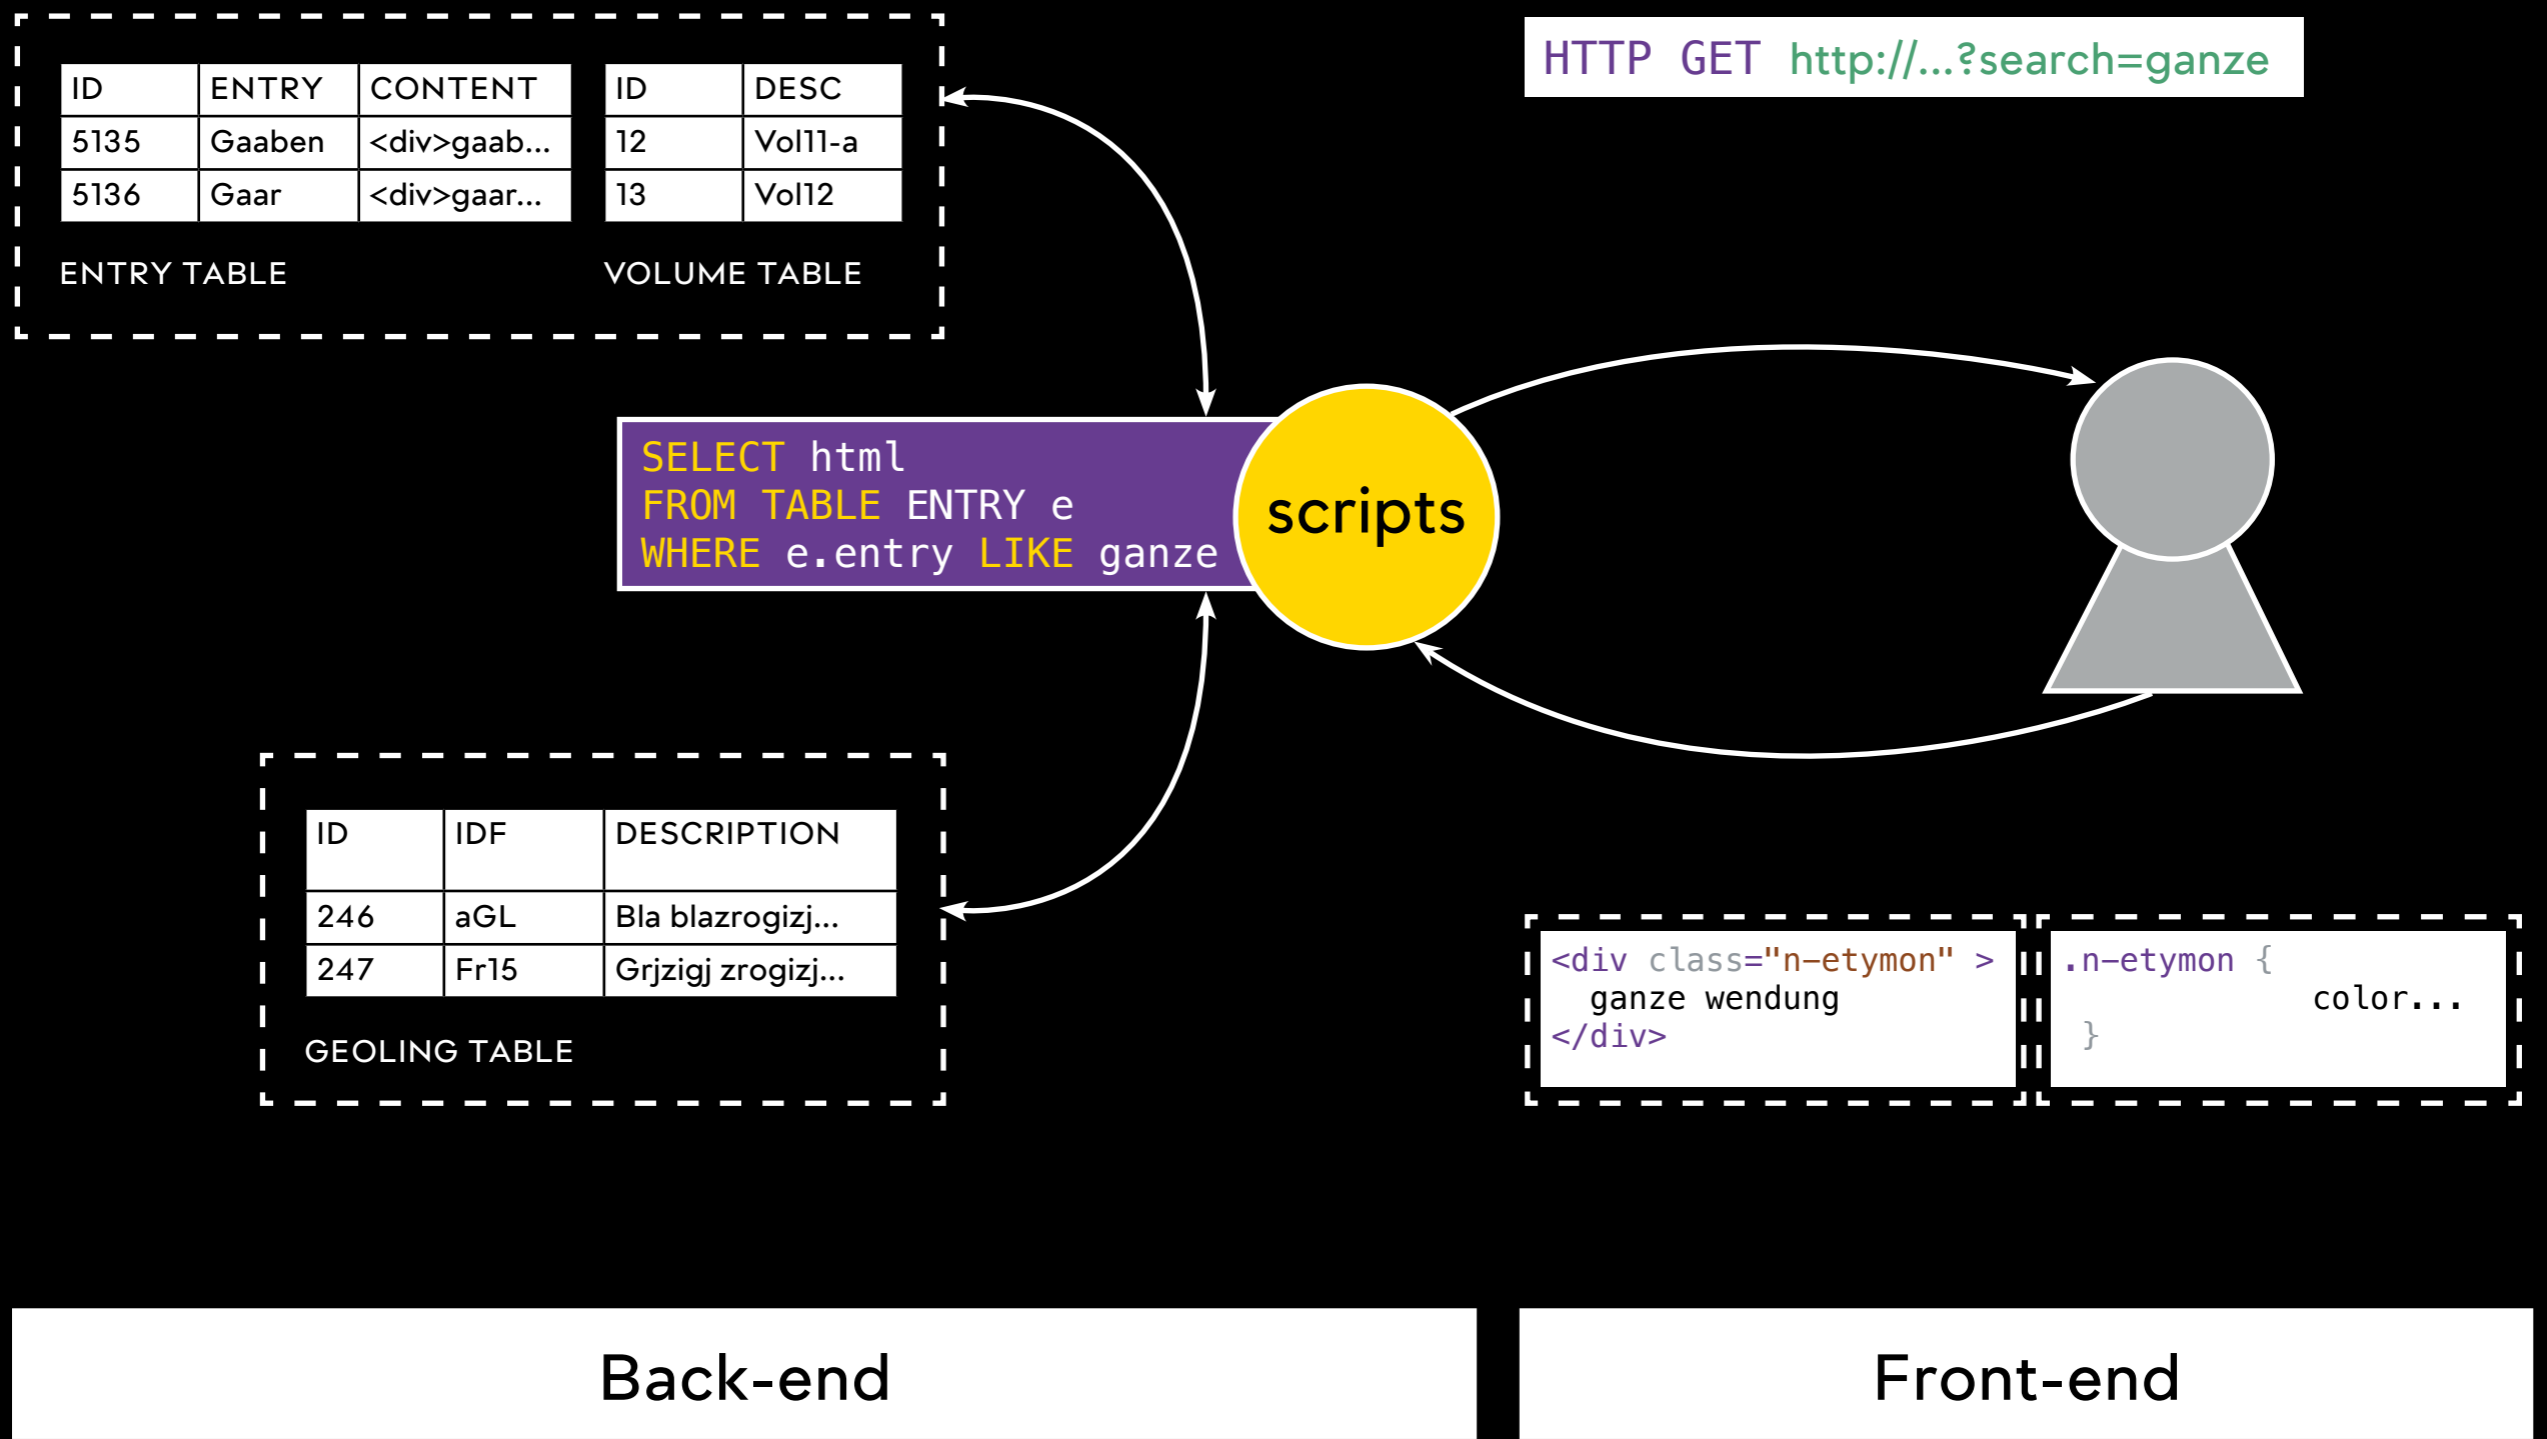 ID ENTRY CONTENT
5135 Gaaben <div>gaab...
5136 Gaar <div>gaar...
ENTRY TABLE
ID DESC
12 Vol11-a
13 Vol12
VOLUME TABLE
HTTP GET http://...?search=ganze
SELECT html
FROM TABLE ENTRY e
WHERE e.entry LIKE ganze
scripts
ID IDF DESCRIPTION
246 aGL Bla blazrogizj...
247 Fr15 Grjzigj zrogizj...
GEOLING TABLE
<div class="n-etymon" >
ganze wendung
</div>
.n-etymon {
color...
}
Back-end
Front-end